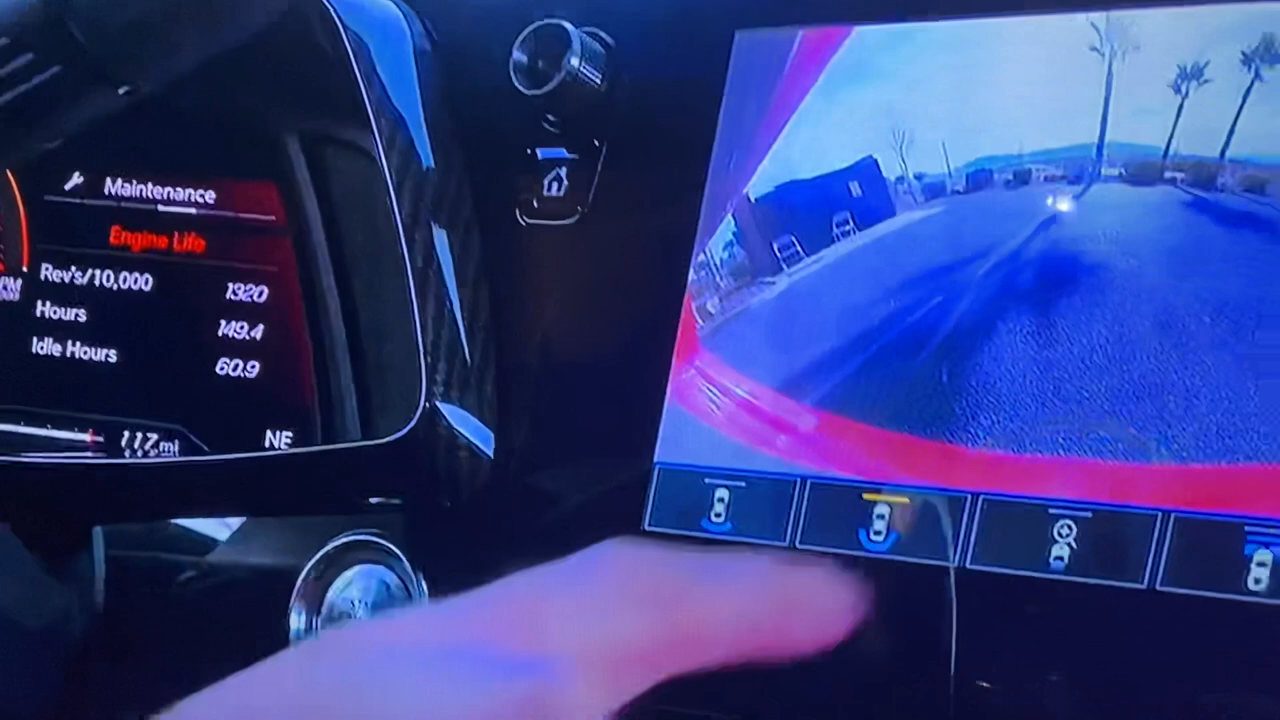 Maintenance
Engine Life
Rev's/10,000 1320
Hours 149.4
Idle Hours 60.9
117mi NE